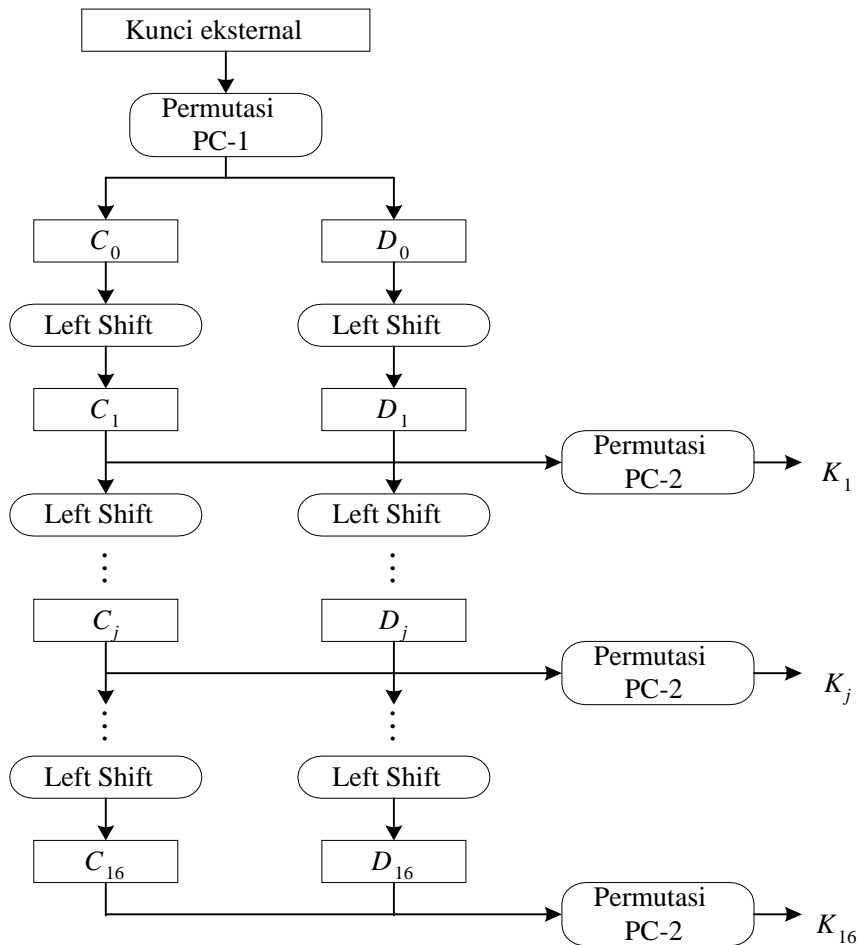 Kunci eksternal
Permutasi
PC-1
C0
D0
Left Shift
Left Shift
C1
D1
Permutasi
PC-2
K1
Left Shift
Left Shift
Cj
Dj
Permutasi
PC-2
Kj
Left Shift
Left Shift
C16
D16
Permutasi
PC-2
K16